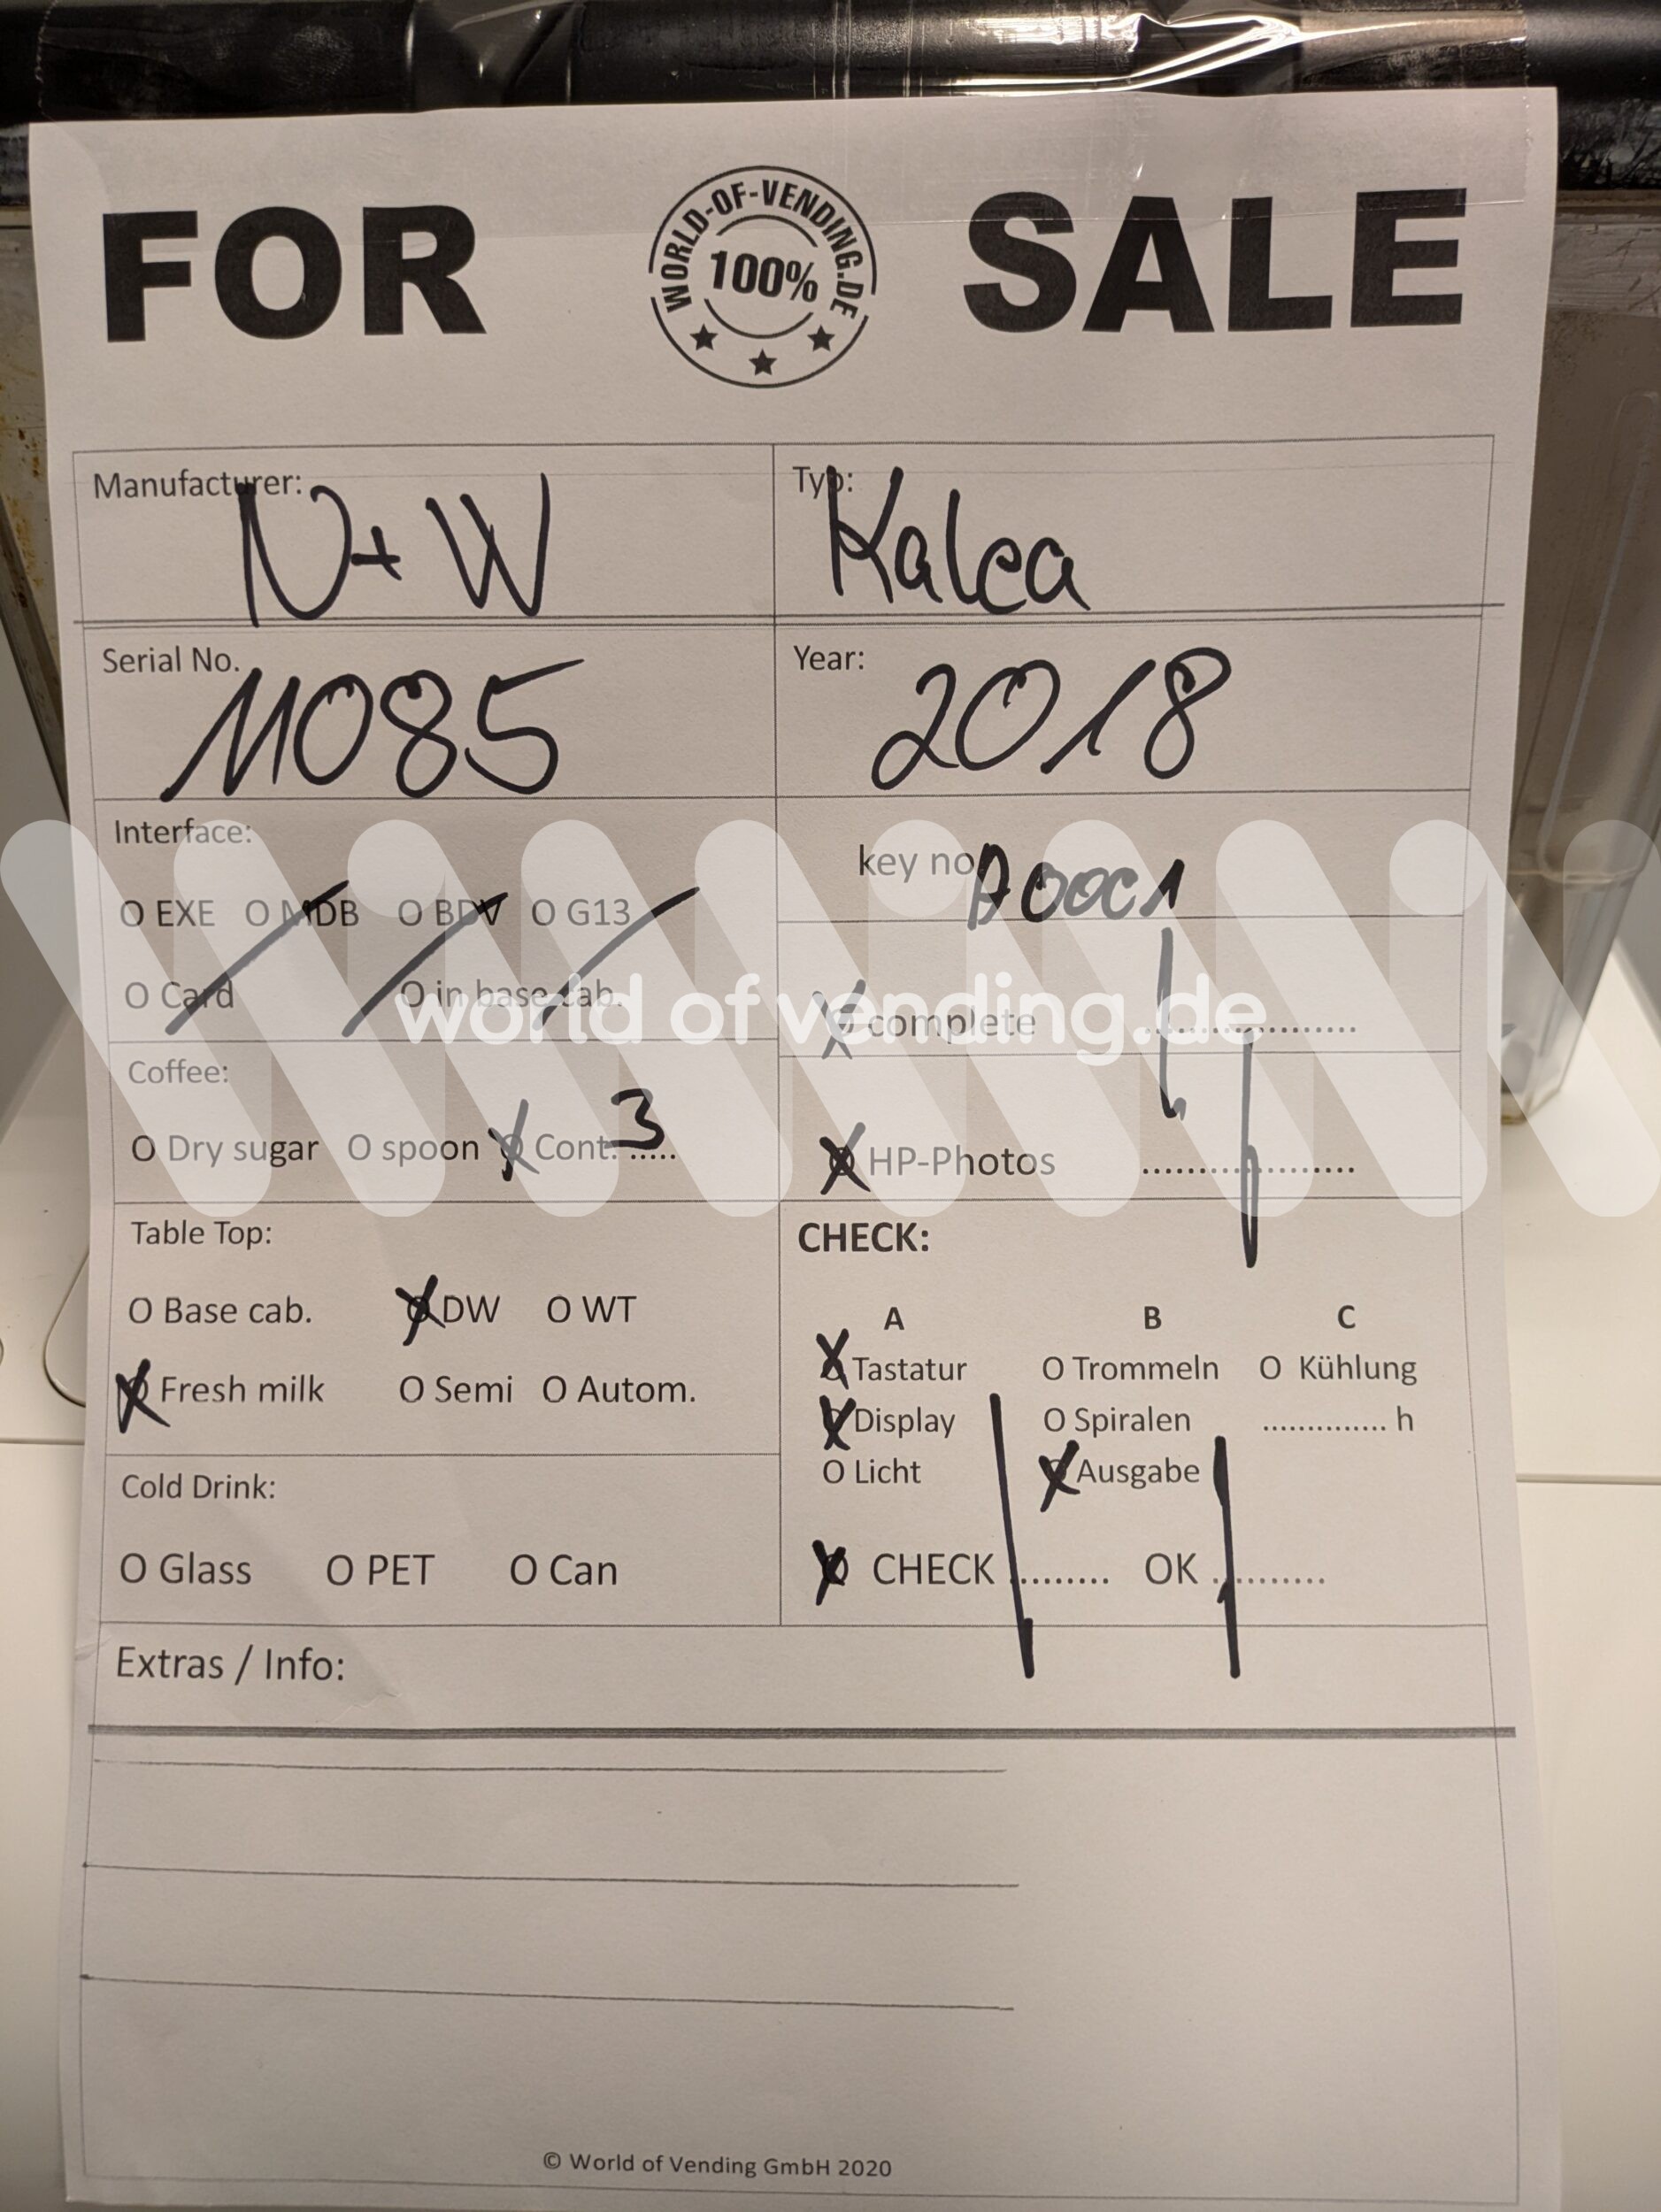 FOR SALE
WORLD-OF-VENDING.DE
100%
Manufacturer: N+W
Typ: Kalea
Serial No. 11085
Year: 2018
Interface:
key no
O EXE O MDB O BDV O G13
O Card O in base cab.
world of vending.de
complete ....................
Coffee:
O Dry sugar O spoon X Cont. 3 .....
X HP-Photos ....................
Table Top:
CHECK:
O Base cab. X DW O WT
A B C
X Tastatur O Trommeln O Kühlung
X Fresh milk O Semi O Autom.
X Display O Spiralen .............. h
O Licht X Ausgabe
Cold Drink:
O Glass O PET O Can
X CHECK .......... OK ...........
Extras / Info:
© World of Vending GmbH 2020